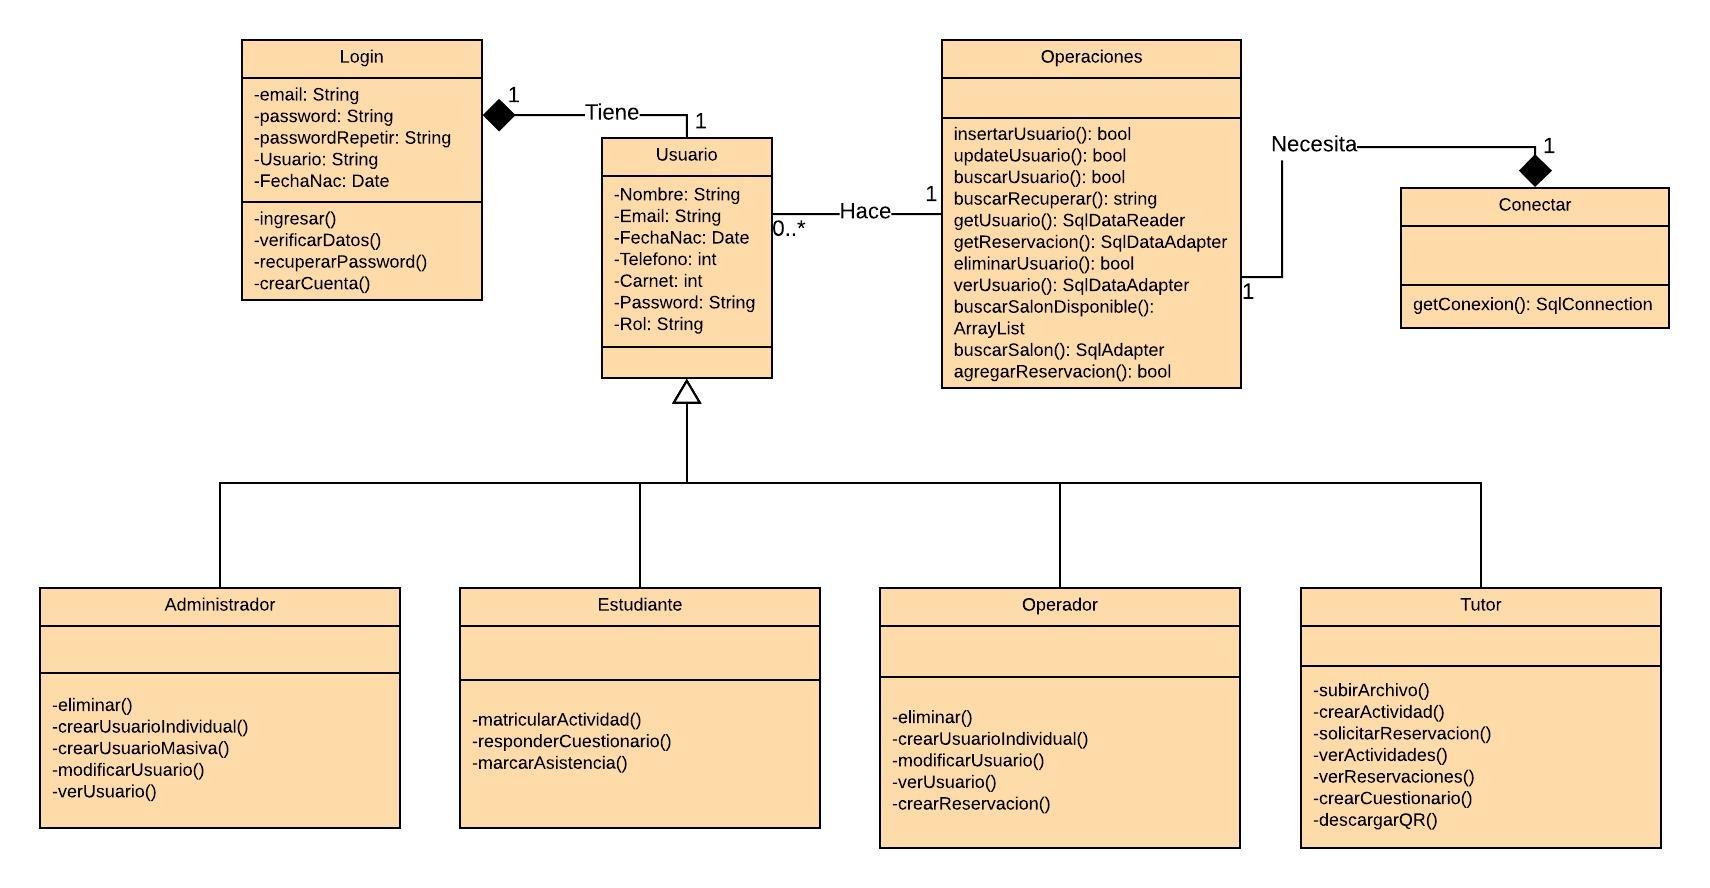 Login
-email: String
-password: String
-passwordRepetir: String
-Usuario: String
-FechaNac: Date
-ingresar()
-verificarDatos()
-recuperarPassword()
-crearCuenta()
1
Tiene
1
Usuario
-Nombre: String
-Email: String
-FechaNac: Date
-Telefono: int
-Carnet: int
-Password: String
-Rol: String
0..*
Hace
1
Operaciones
insertarUsuario(): bool
updateUsuario(): bool
buscarUsuario(): bool
buscarRecuperar(): string
getUsuario(): SqlDataReader
getReservacion(): SqlDataAdapter
eliminarUsuario(): bool
verUsuario(): SqlDataAdapter
buscarSalonDisponible():
ArrayList
buscarSalon(): SqlAdapter
agregarReservacion(): bool
1
Necesita
1
Conectar
getConexion(): SqlConnection
Administrador
-eliminar()
-crearUsuarioIndividual()
-crearUsuarioMasiva()
-modificarUsuario()
-verUsuario()
Estudiante
-matricularActividad()
-responderCuestionario()
-marcarAsistencia()
Operador
-eliminar()
-crearUsuarioIndividual()
-modificarUsuario()
-verUsuario()
-crearReservacion()
Tutor
-subirArchivo()
-crearActividad()
-solicitarReservacion()
-verActividades()
-verReservaciones()
-crearCuestionario()
-descargarQR()